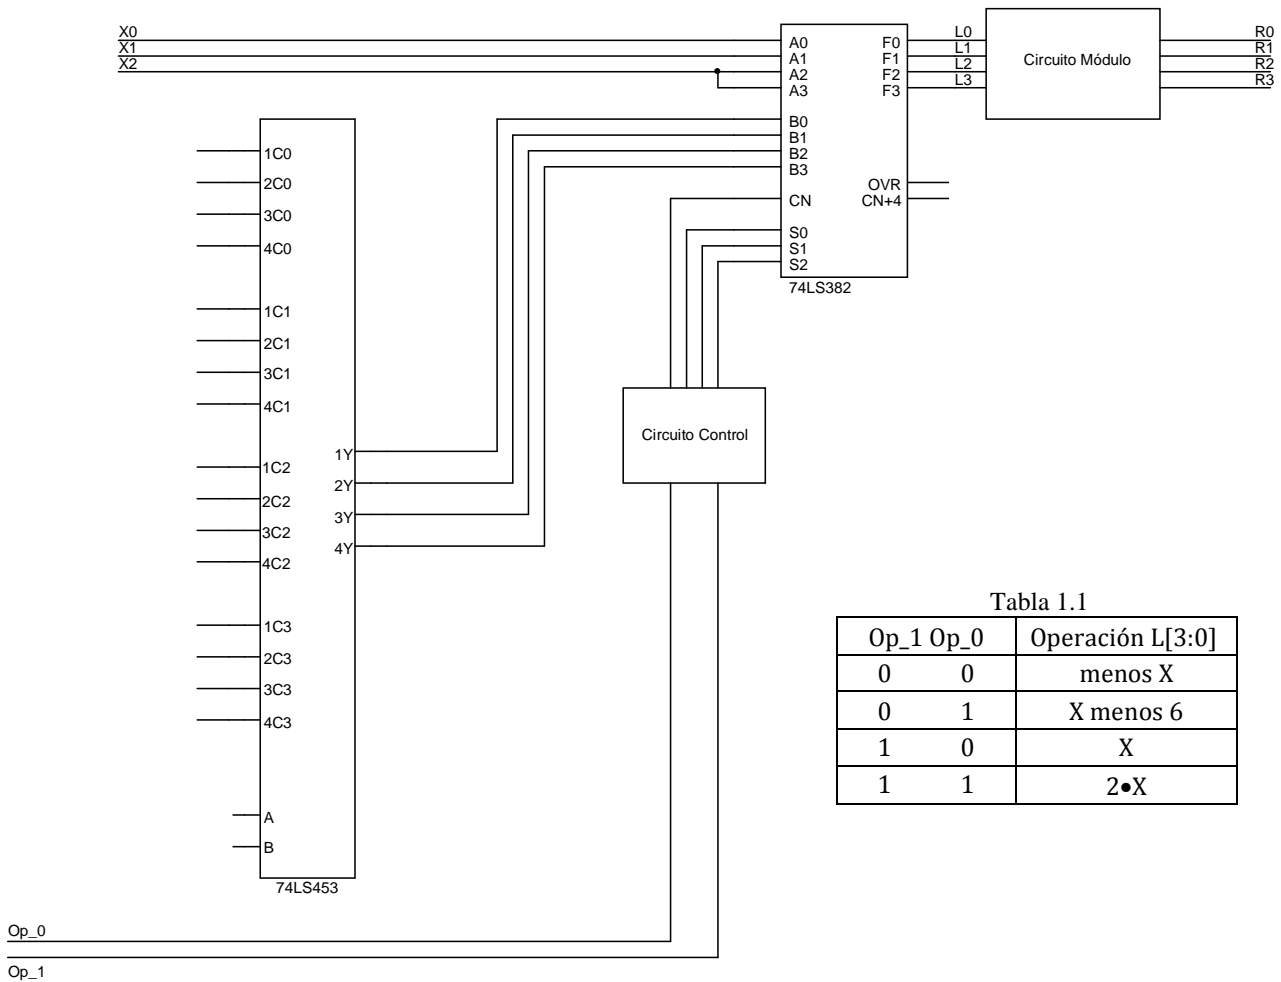 X0
X1
X2
A0
A1
A2
A3
B0
B1
B2
B3
CN
S0
S1
S2
F0
F1
F2
F3
OVR
CN+4
74LS382
L0
L1
L2
L3
Circuito Módulo
R0
R1
R2
R3
1C0
2C0
3C0
4C0
1C1
2C1
3C1
4C1
1C2
2C2
3C2
4C2
1C3
2C3
3C3
4C3
A
B
1Y
2Y
3Y
4Y
74LS453
Circuito Control
Op_0
Op_1
Tabla 1.1
Op_1 Op_0 Operación L[3:0]
0 0 menos X
0 1 X menos 6
1 0 X
1 1 2•X